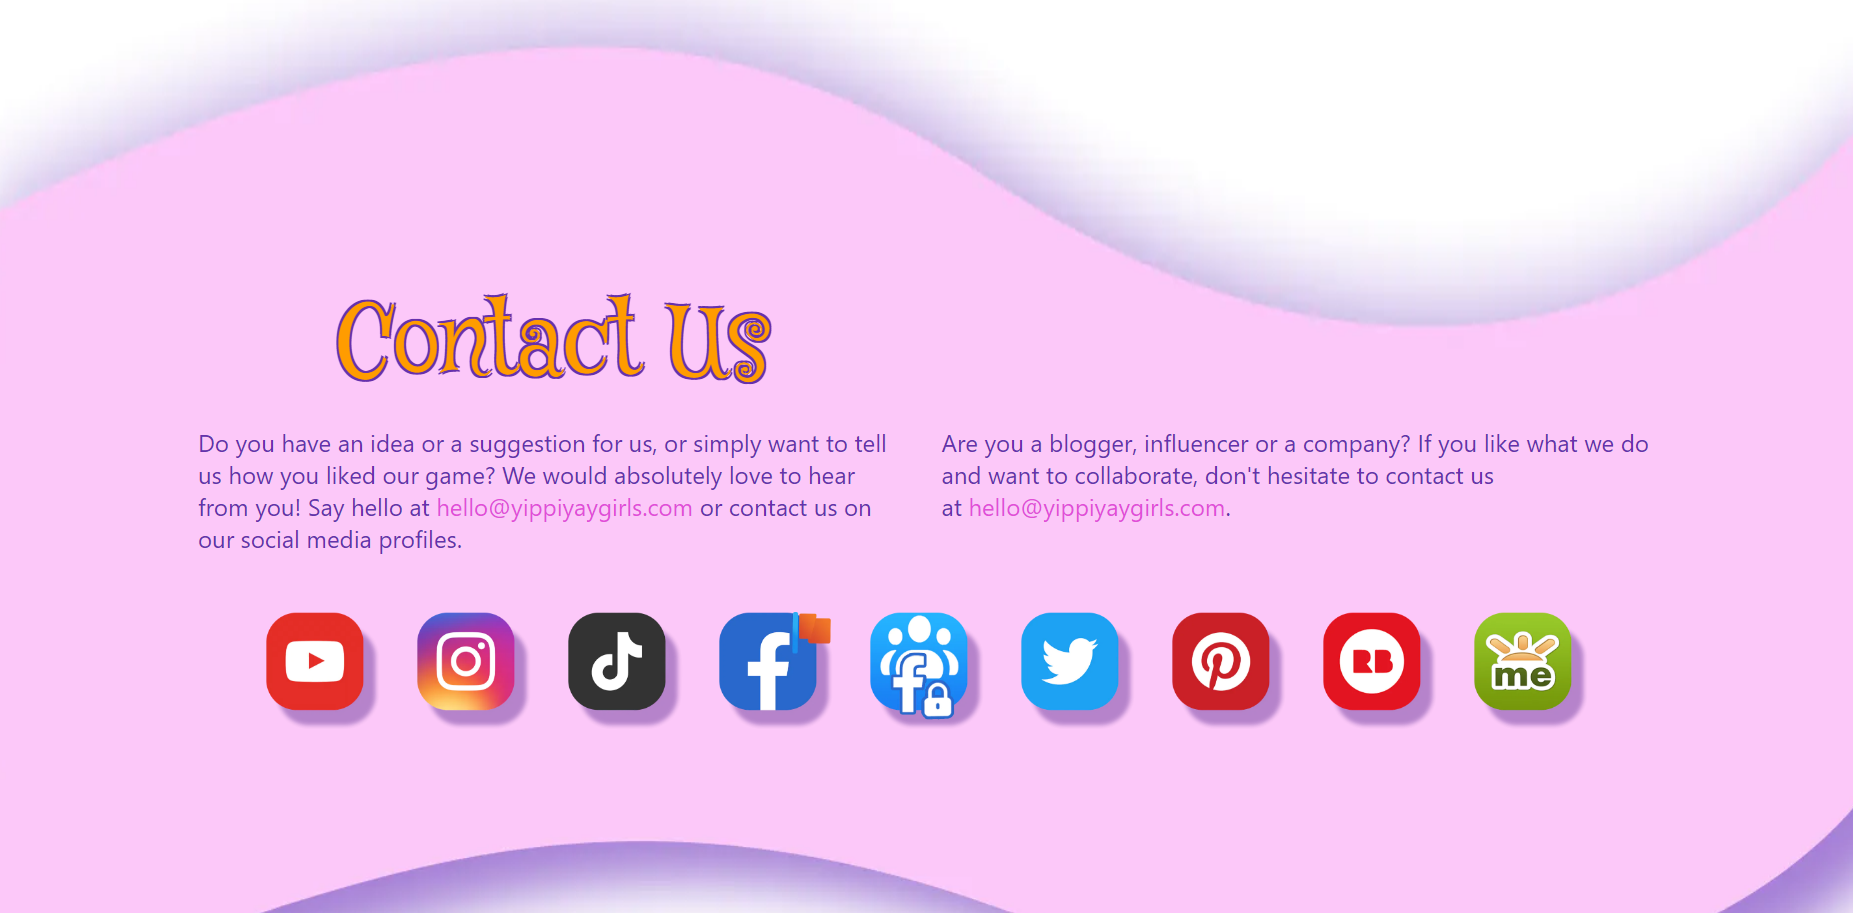 Contact Us
Do you have an idea or a suggestion for us, or simply want to tell
us how you liked our game? We would absolutely love to hear
from you! Say hello at hello@yippiyaygirls.com or contact us on
our social media profiles.
Are you a blogger, influencer or a company? If you like what we do
and want to collaborate, don't hesitate to contact us
at hello@yippiyaygirls.com.
RB
me